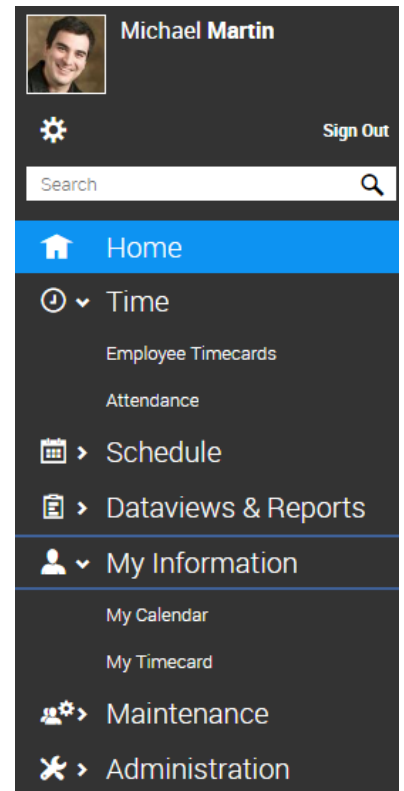 Michael Martin
Sign Out
Search
Home
Time
Employee Timecards
Attendance
Schedule
Dataviews & Reports
My Information
My Calendar
My Timecard
Maintenance
Administration